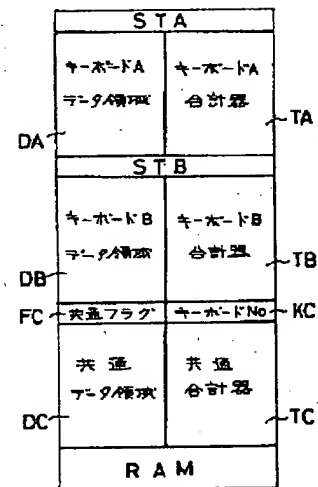 STA
キーボードA キーボードA
データ領域 合計器
DA TA
STB
キーボードB キーボードB
データ領域 合計器
DB TB
FC 共通フラグ キーボードNo KC
共通 共通
データ領域 合計器
DC TC
RAM